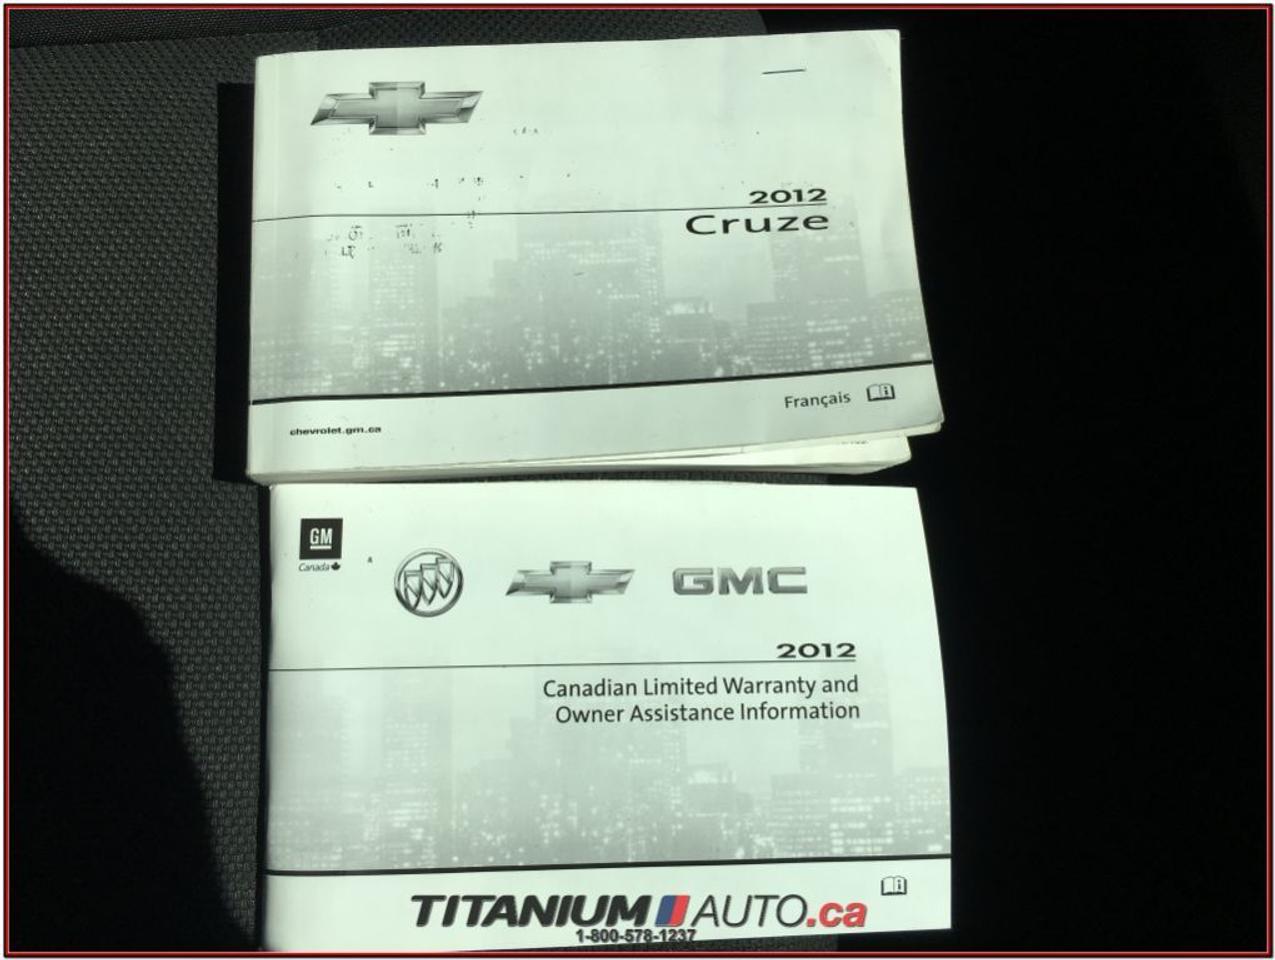 2012
Cruze
Français
chevrolet.gm.ca
GM
Canada
GMC
2012
Canadian Limited Warranty and
Owner Assistance Information
TITANIUM AUTO.ca
1-800-578-1237